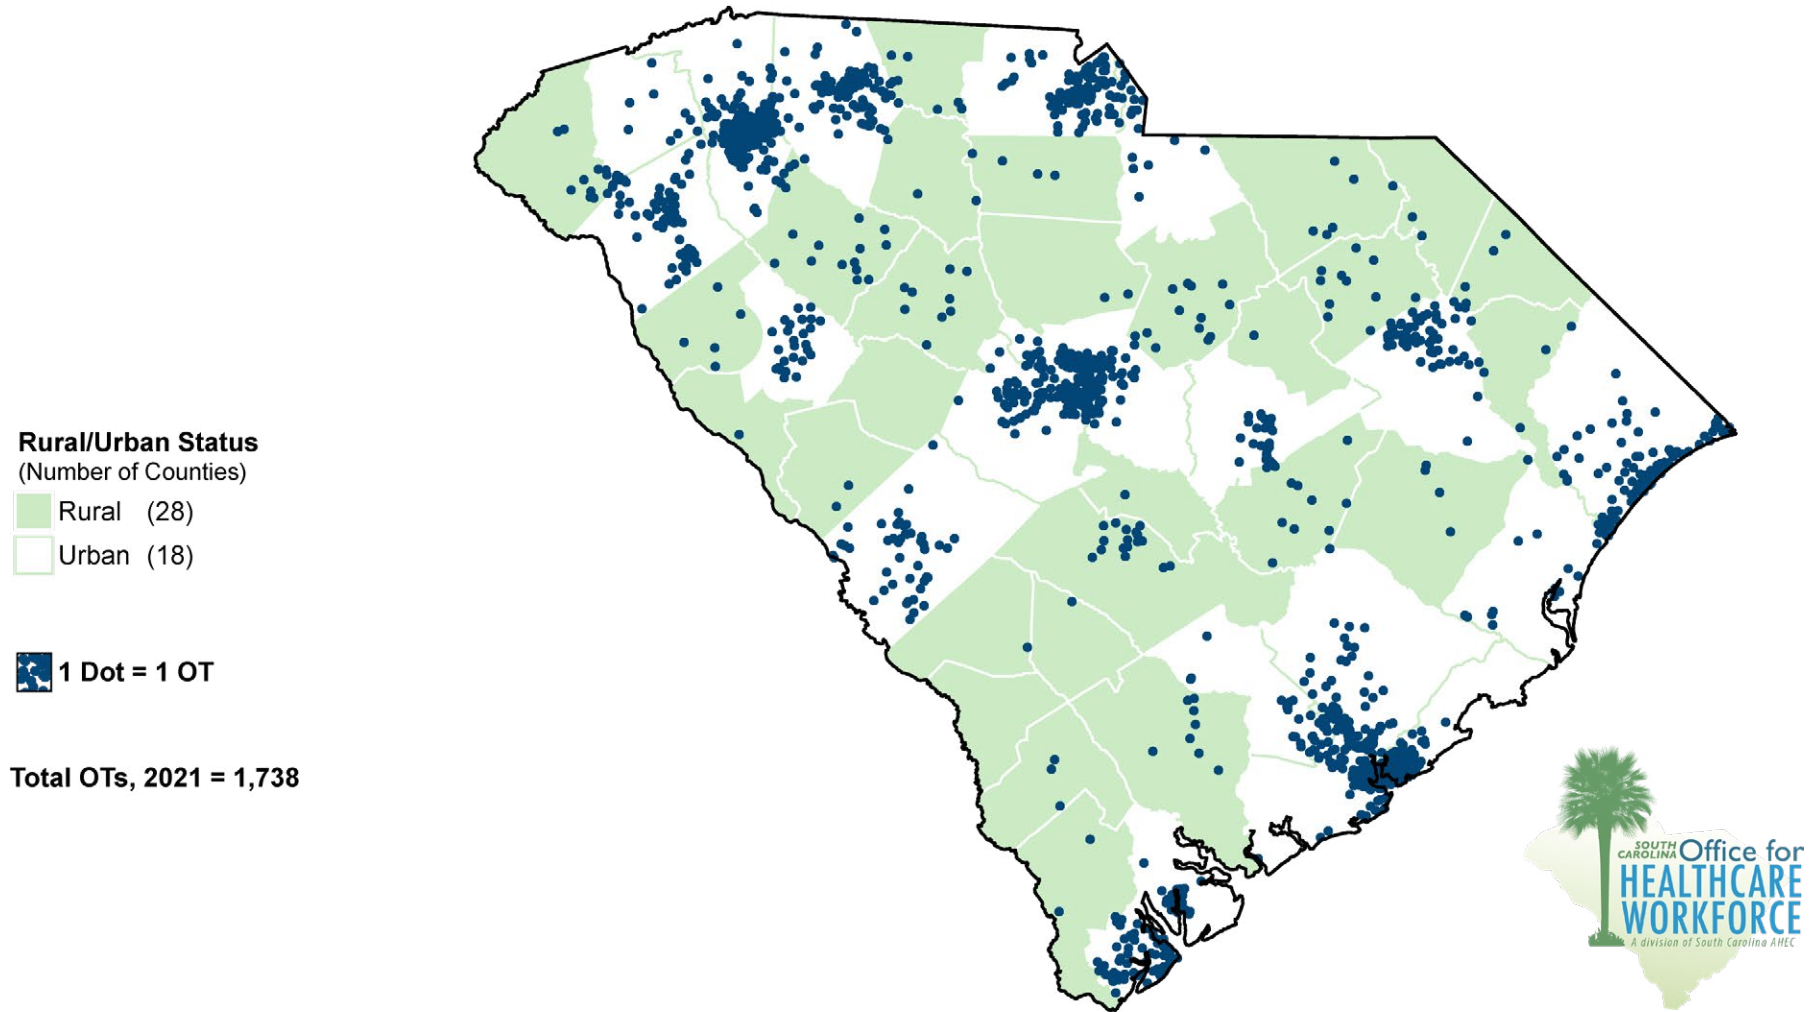 Rural/Urban Status
(Number of Counties)
Rural (28)
Urban (18)
1 Dot = 1 OT
Total OTs, 2021 = 1,738
SOUTH CAROLINA Office for
HEALTHCARE
WORKFORCE
A division of South Carolina AHEC